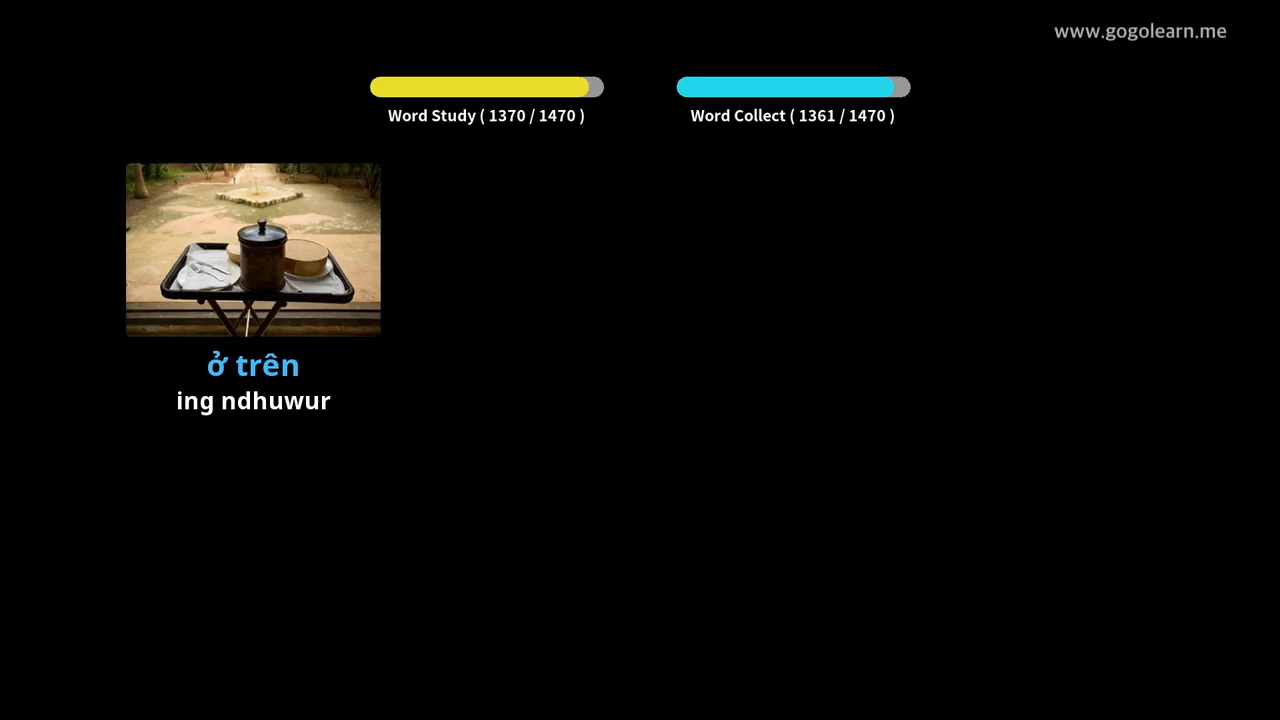 www.gogolearn.me
Word Study ( 1370 / 1470 )
Word Collect ( 1361 / 1470 )
ở trên
ing ndhuwur